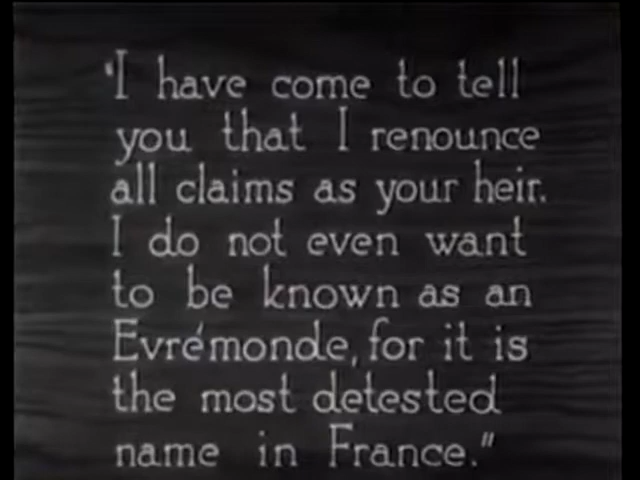 "I have come to tell
you that I renounce
all claims as your heir.
I do not even want
to be known as an
Evrémonde, for it is
the most detested
name in France."